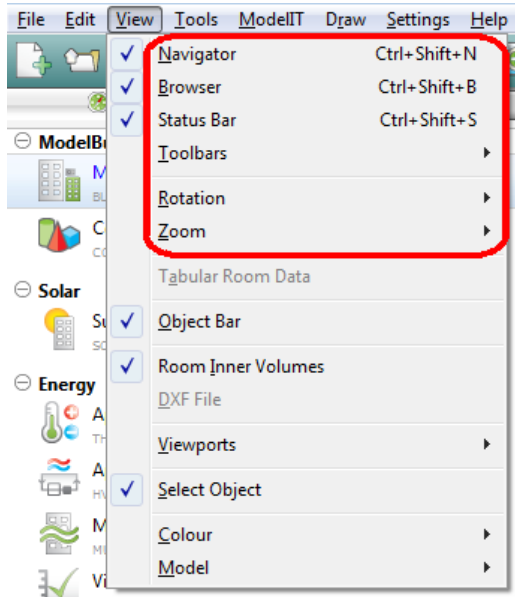 File Edit View Tools ModelIT Draw Settings Help
Navigator Ctrl+Shift+N
Browser Ctrl+Shift+B
Status Bar Ctrl+Shift+S
Toolbars
Rotation
Zoom
Tabular Room Data
Object Bar
Room Inner Volumes
DXF File
Viewports
Select Object
Colour
Model
Solar
Energy